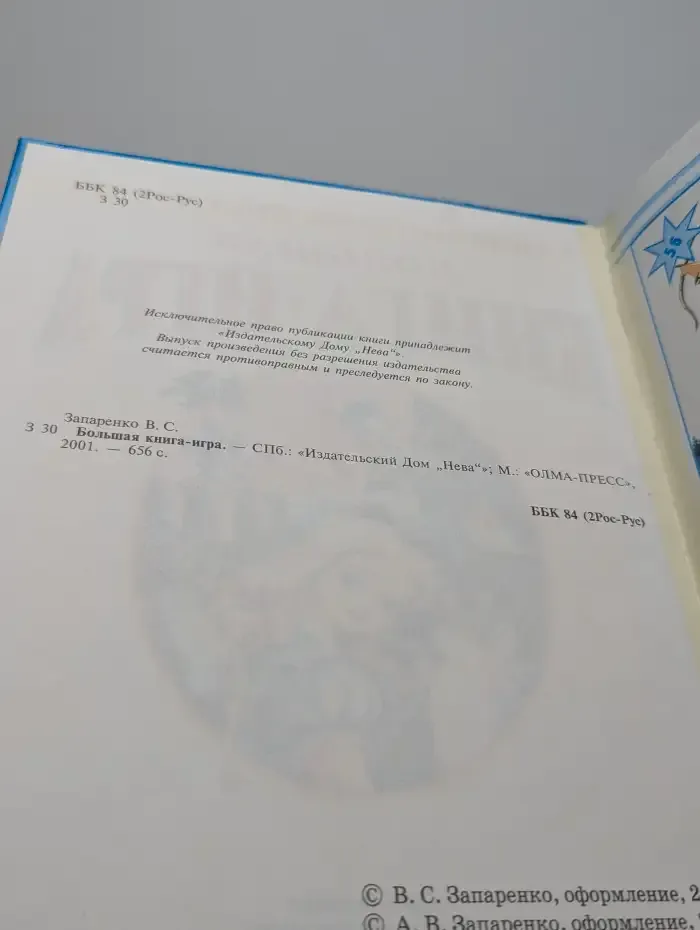 ББК 84 (2Рос-Рус)
З 30
Исключительное право публикации книги принадлежит
«Издательскому Дому „Нева“».
Выпуск произведения без разрешения издательства
считается противоправным и преследуется по закону.
Запаренко В. С.
З 30 Большая книга-игра. — СПб.: «Издательский Дом „Нева“»; М.: «ОЛМА-ПРЕСС»,
2001. — 656 с.
ББК 84 (2Рос-Рус)
© В. С. Запаренко, оформление, 2
© А. В. Запаренко, оформление,
56